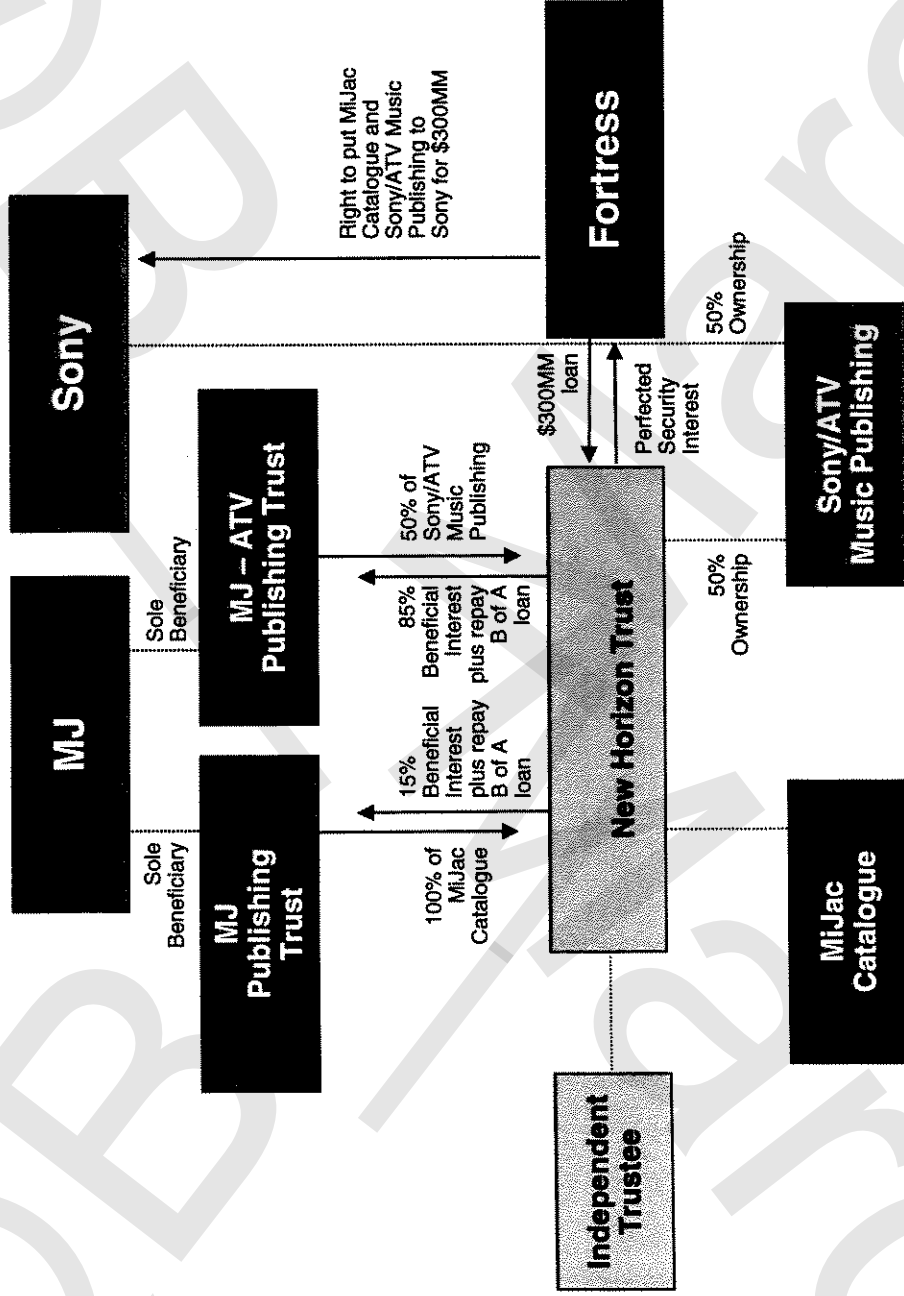 MJ
Sony
Sole
Beneficiary
Sole
Beneficiary
MJ
Publishing
Trust
MJ – ATV
Publishing Trust
Right to put MiJac
Catalogue and
Sony/ATV Music
Publishing to
Sony for $300MM
100% of
MiJac
Catalogue
15%
Beneficial
Interest
plus repay
B of A
loan
85%
Beneficial
Interest
plus repay
B of A
loan
50% of
Sony/ATV
Music
Publishing
Independent
Trustee
New Horizon Trust
$300MM
loan
Perfected
Security
Interest
Fortress
50%
Ownership
50%
Ownership
MiJac
Catalogue
Sony/ATV
Music Publishing